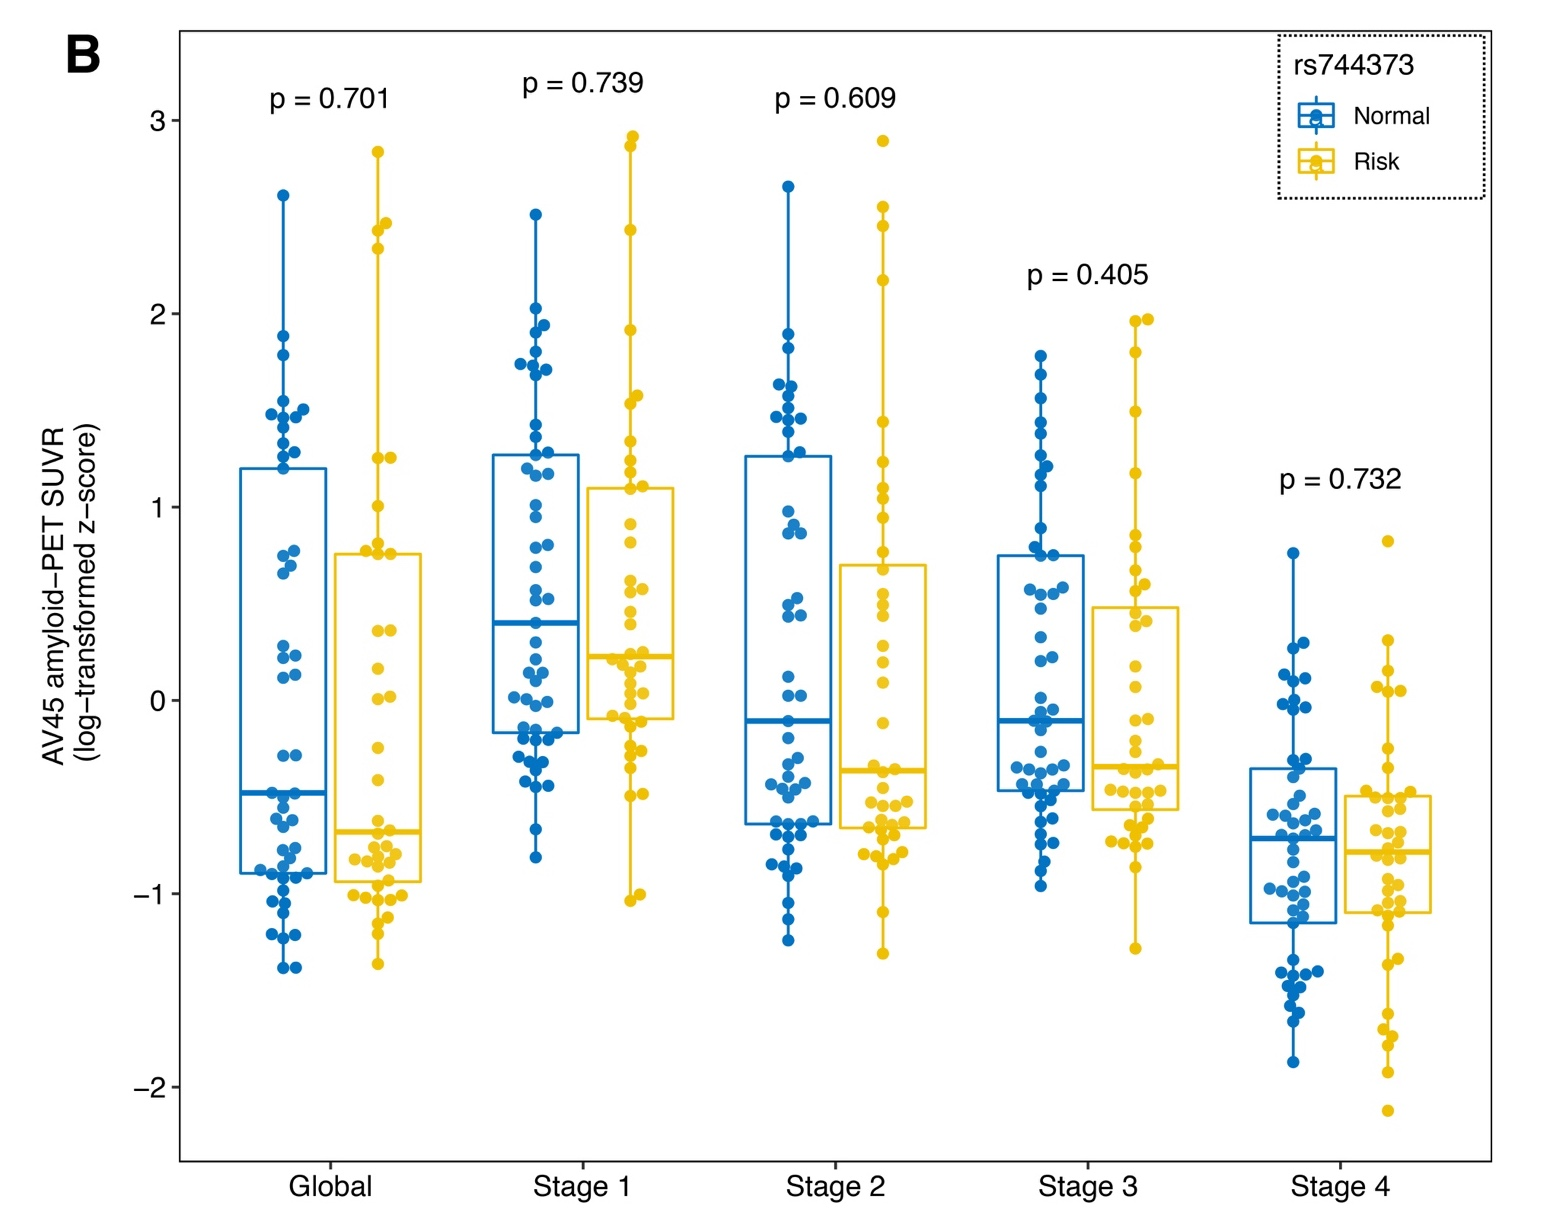 B
rs744373
Normal
Risk
p = 0.701
p = 0.739
p = 0.609
p = 0.405
p = 0.732
AV45 amyloid−PET SUVR
(log−transformed z−score)
3
2
1
0
−1
−2
Global
Stage 1
Stage 2
Stage 3
Stage 4